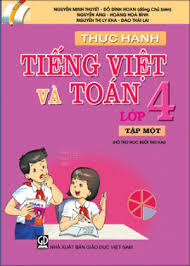 NGUYỄN MINH THUYẾT - ĐỖ ĐÌNH HOAN (đồng Chủ biên)
NGUYỄN ÁNG - HOÀNG HOÀ BÌNH
NGUYỄN THỊ LY KHA - ĐÀO THÁI LAI
THỰC HÀNH
TIẾNG VIỆT
VÀ TOÁN
LỚP 4
TẬP MỘT
(HỖ TRỢ HỌC BUỔI THỨ HAI)
NHÀ XUẤT BẢN GIÁO DỤC VIỆT NAM